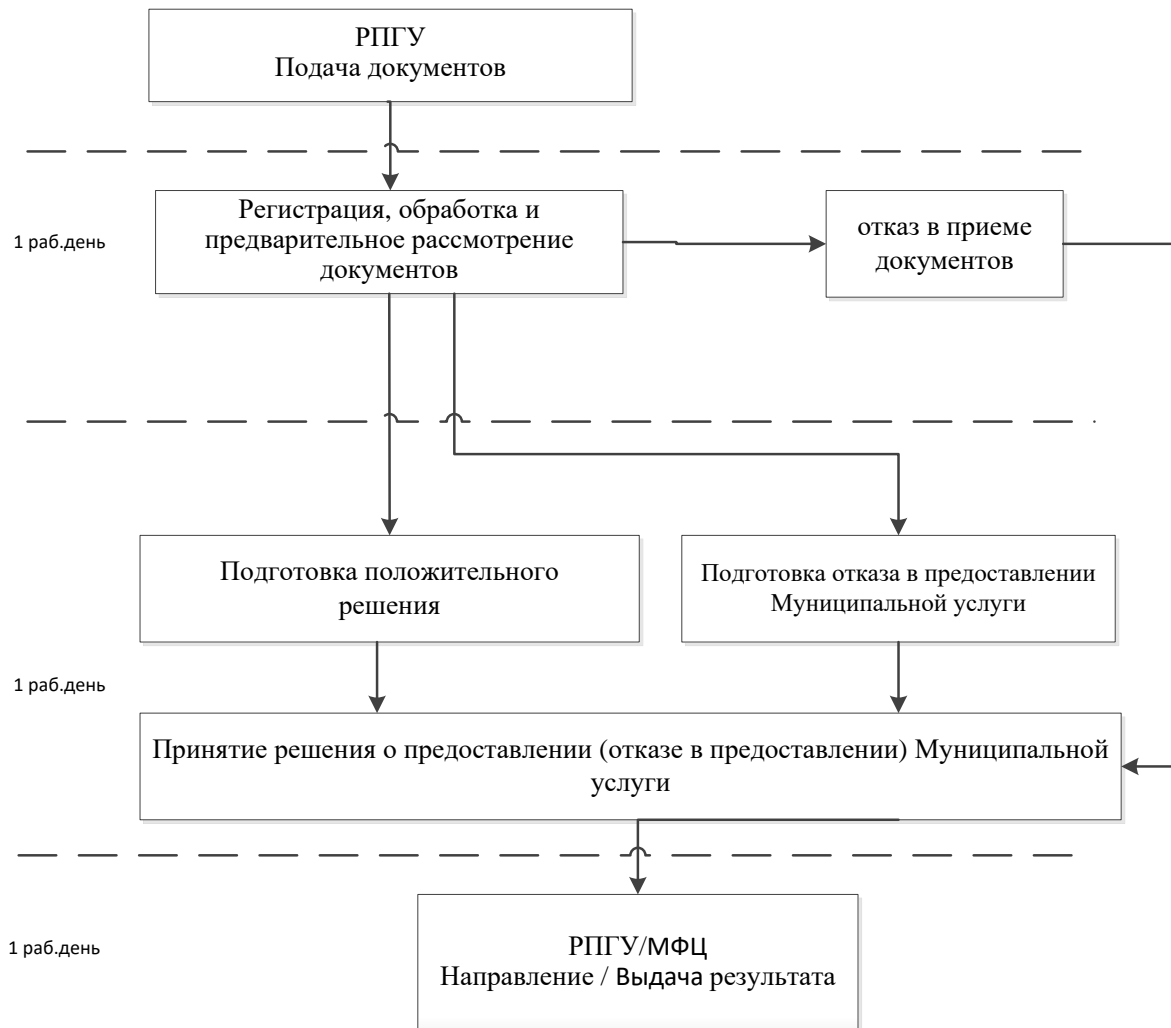 РПГУ
Подача документов
1 раб.день
Регистрация, обработка и
предварительное рассмотрение
документов
отказ в приеме
документов
Подготовка положительного
решения
Подготовка отказа в предоставлении
Муниципальной услуги
1 раб.день
Принятие решения о предоставлении (отказе в предоставлении) Муниципальной
услуги
1 раб.день
РПГУ/МФЦ
Направление / Выдача результата